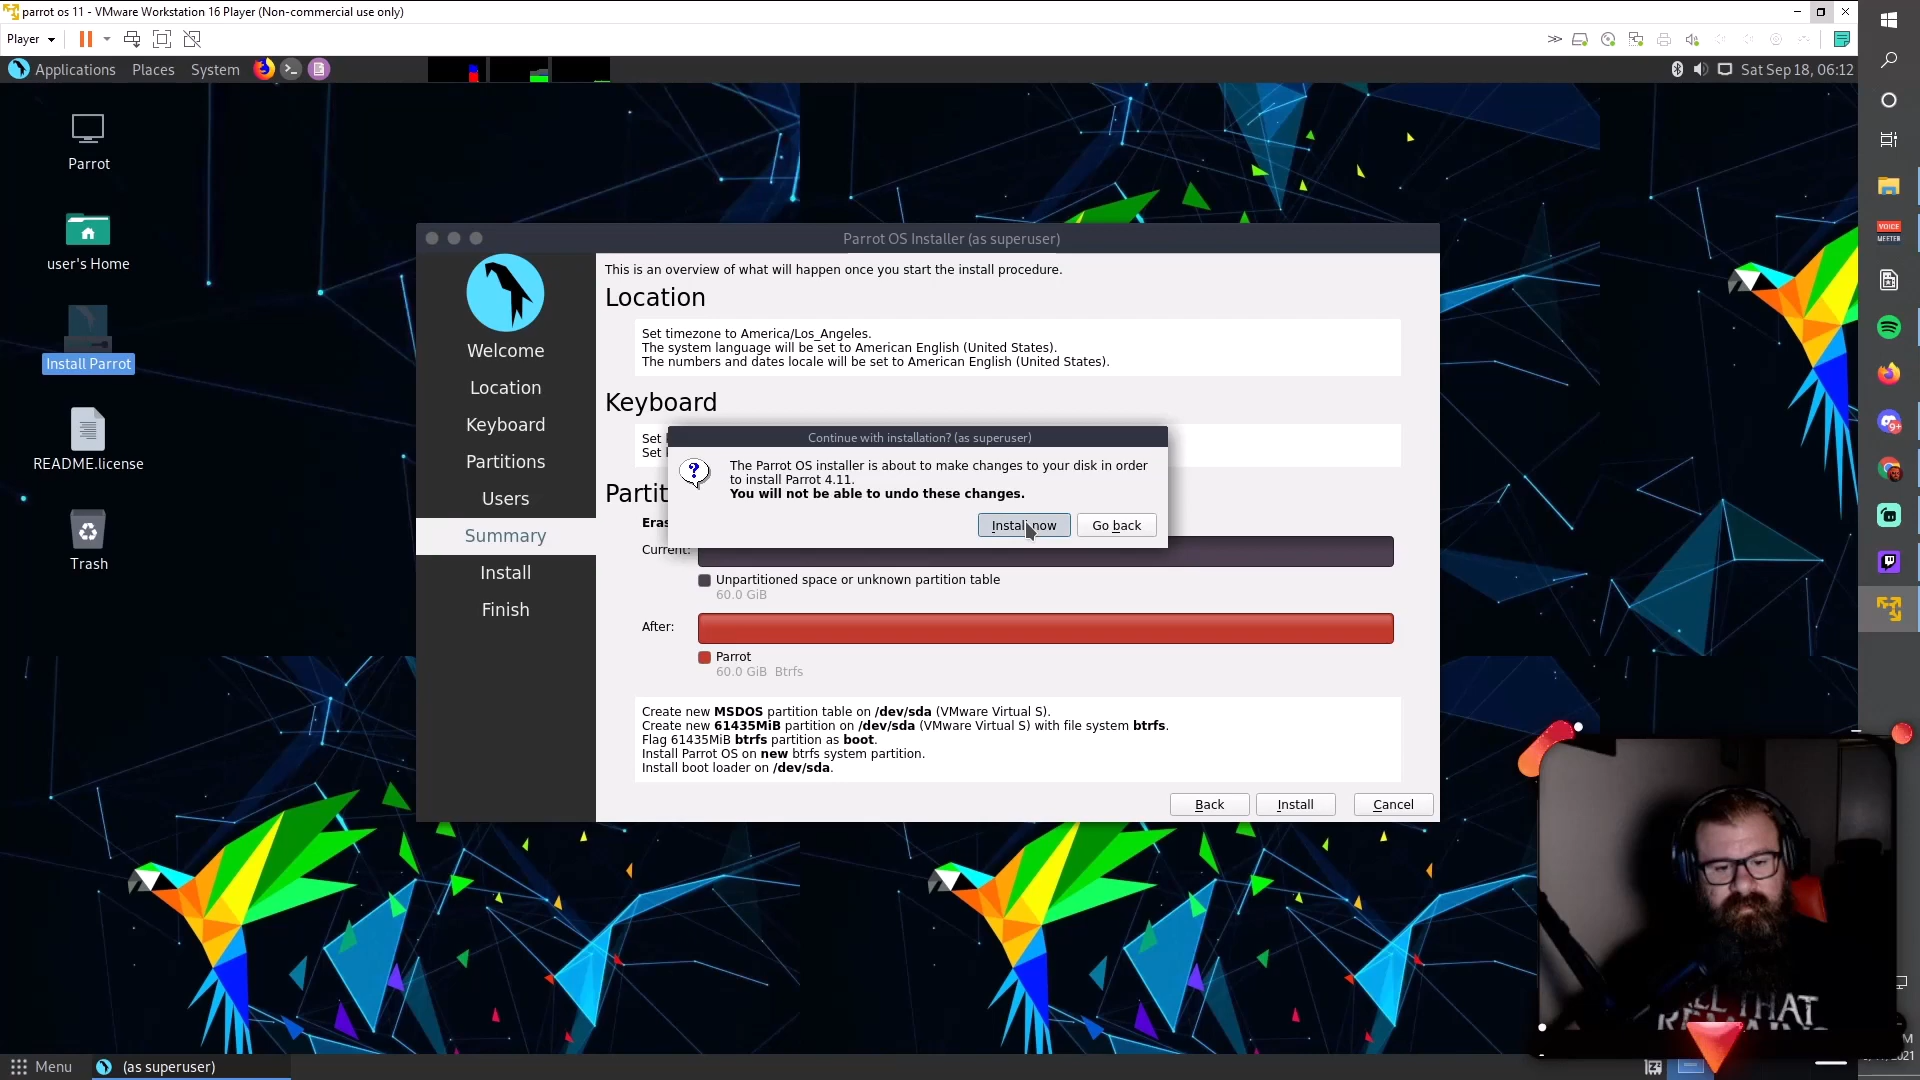 parrot os 11 - VMware Workstation 16 Player (Non-commercial use only)
Player
Applications Places System
Sat Sep 18, 06:12
Parrot
user's Home
Install Parrot
README.license
Trash
Parrot OS Installer (as superuser)
Welcome
Location
Keyboard
Partitions
Users
Summary
Install
Finish
This is an overview of what will happen once you start the install procedure.
Location
Set timezone to America/Los_Angeles.
The system language will be set to American English (United States).
The numbers and dates locale will be set to American English (United States).
Keyboard
Set
Set
Continue with installation? (as superuser)
The Parrot OS installer is about to make changes to your disk in order
to install Parrot 4.11.
You will not be able to undo these changes.
Install now
Go back
Current:
Unpartitioned space or unknown partition table
60.0 GiB
After:
Parrot
60.0 GiB Btrfs
Create new MSDOS partition table on /dev/sda (VMware Virtual S).
Create new 61435MiB partition on /dev/sda (VMware Virtual S) with file system btrfs.
Flag 61435MiB btrfs partition as boot.
Install Parrot OS on new btrfs system partition.
Install boot loader on /dev/sda.
Back
Install
Cancel
VOICE
MEETER
9+
ALL THAT
Menu
(as superuser)